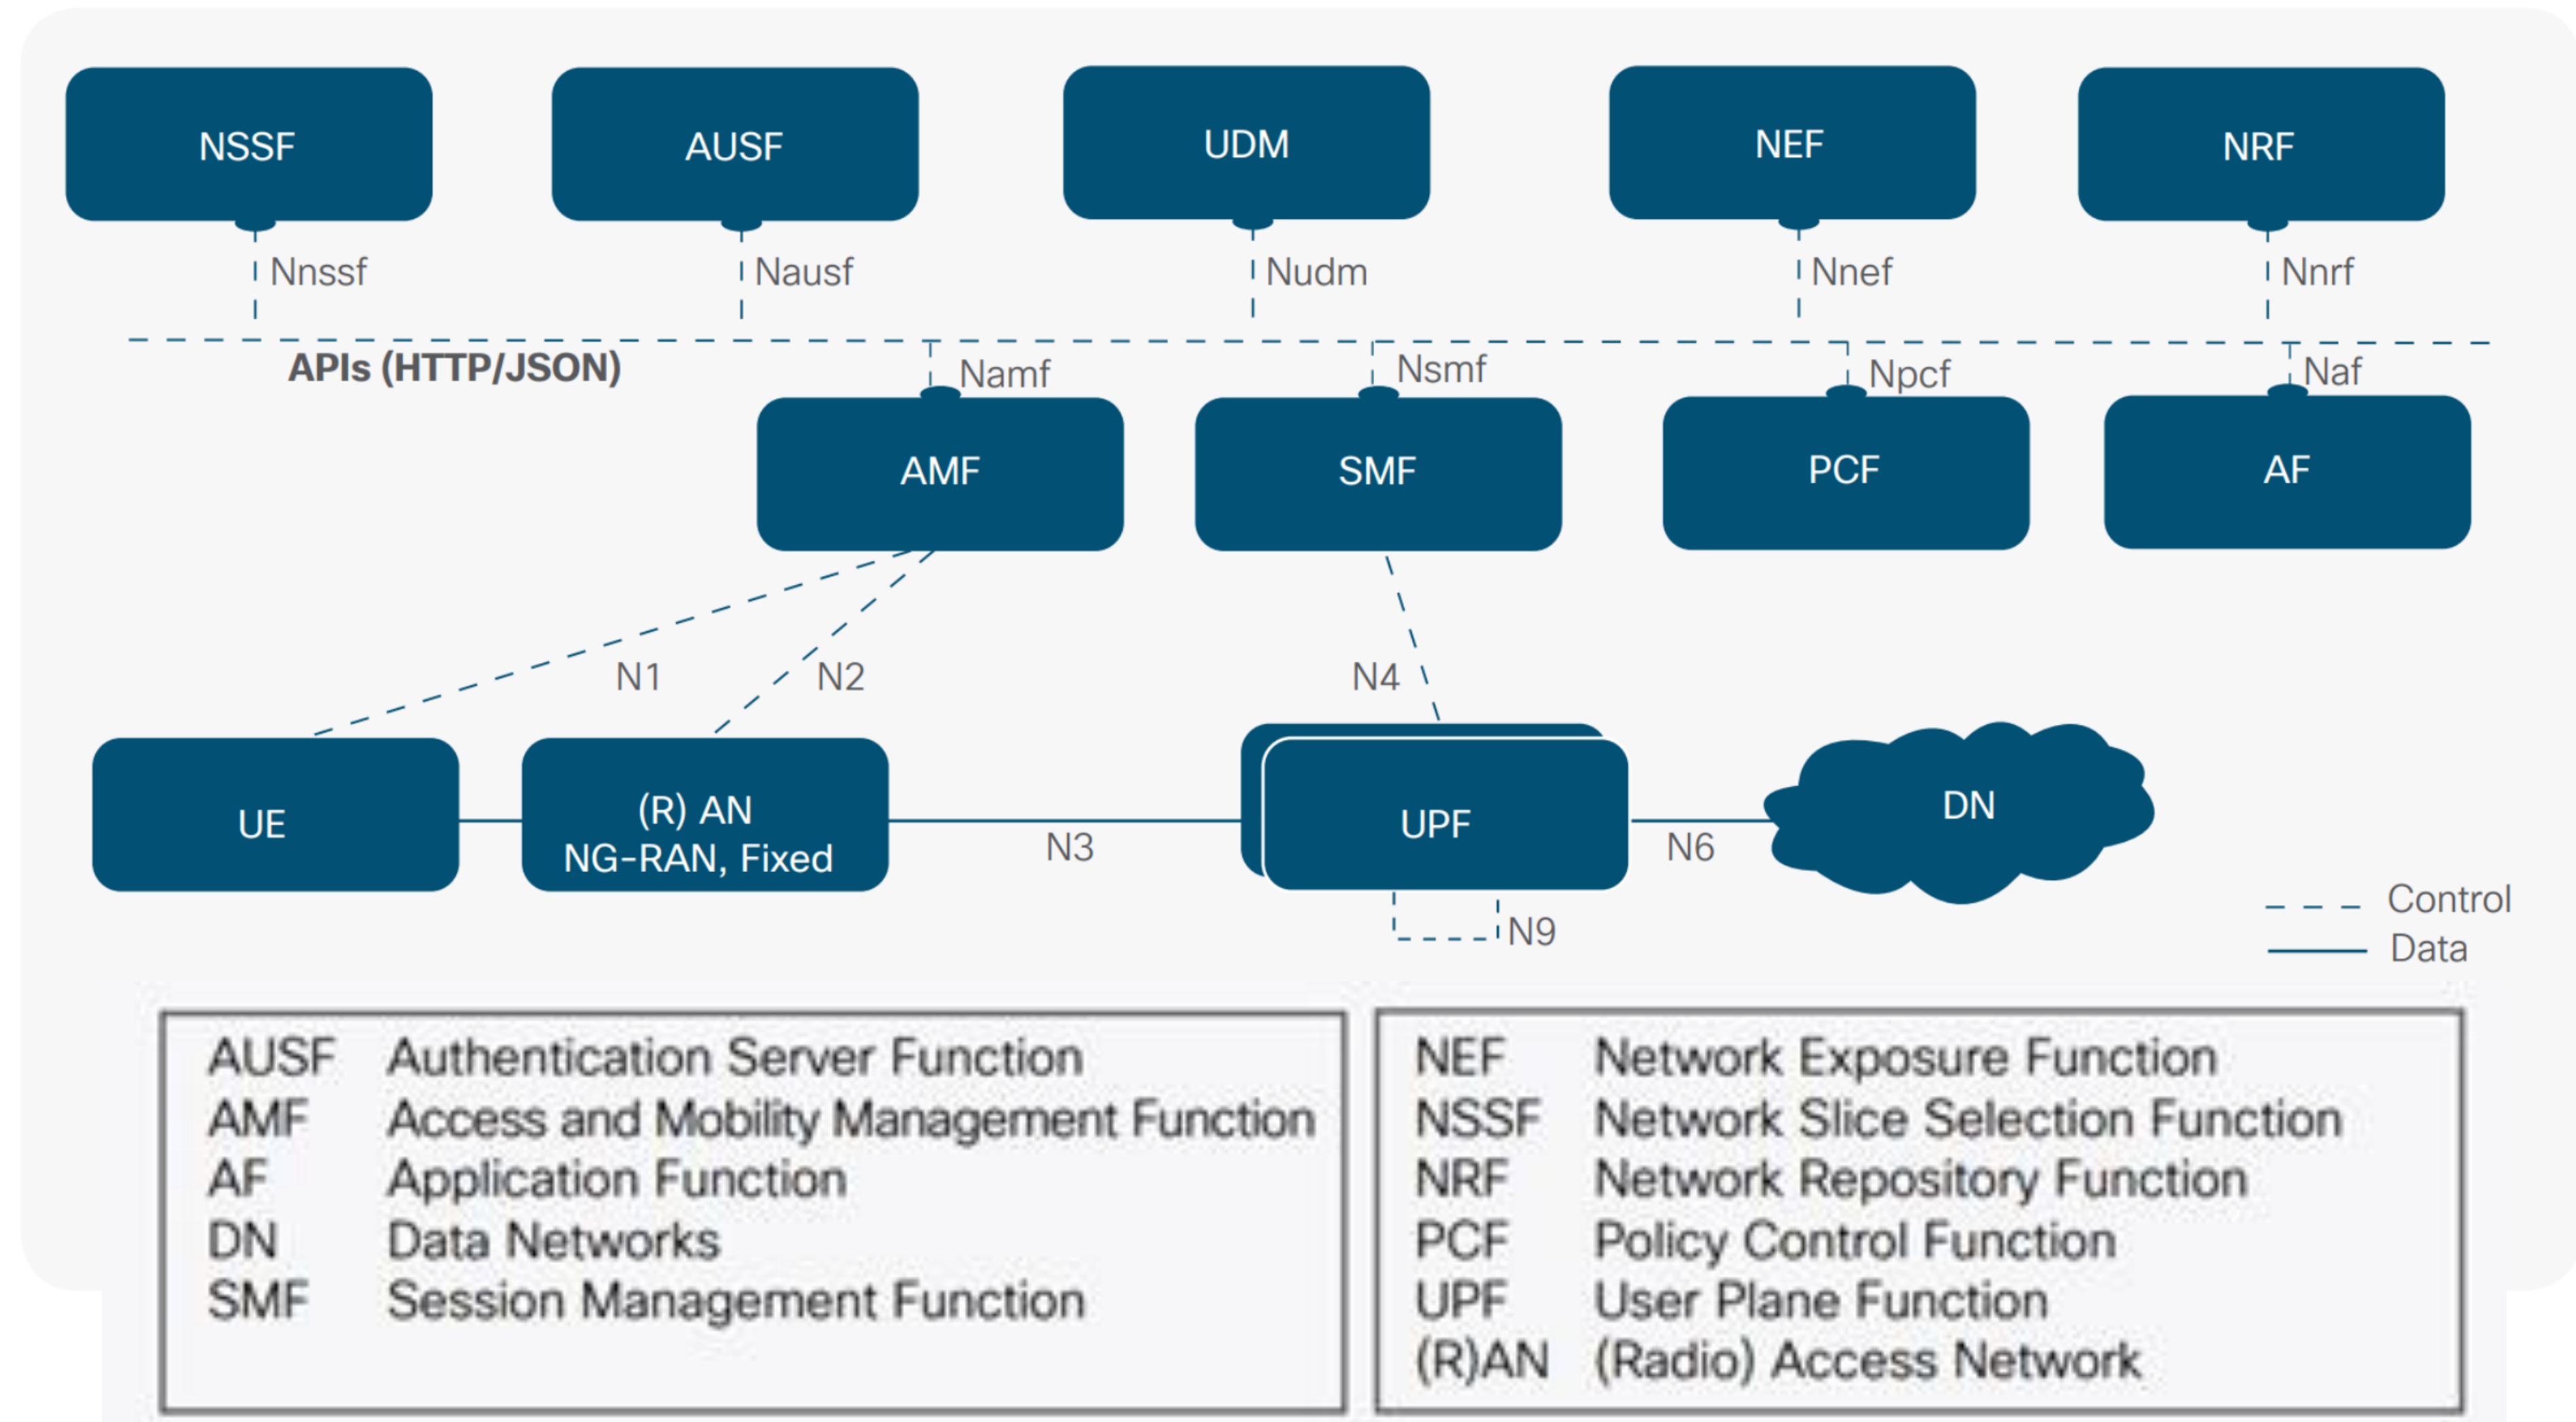 NSSF
AUSF
UDM
NEF
NRF
Nnssf
Nausf
Nudm
Nnef
Nnrf
APIs (HTTP/JSON)
Namf
Nsmf
Npcf
Naf
AMF
SMF
PCF
AF
N1
N2
N4
UE
(R) AN
NG-RAN, Fixed
N3
UPF
N6
DN
N9
Control
Data
AUSF Authentication Server Function
AMF Access and Mobility Management Function
AF Application Function
DN Data Networks
SMF Session Management Function
NEF Network Exposure Function
NSSF Network Slice Selection Function
NRF Network Repository Function
PCF Policy Control Function
UPF User Plane Function
(R)AN (Radio) Access Network